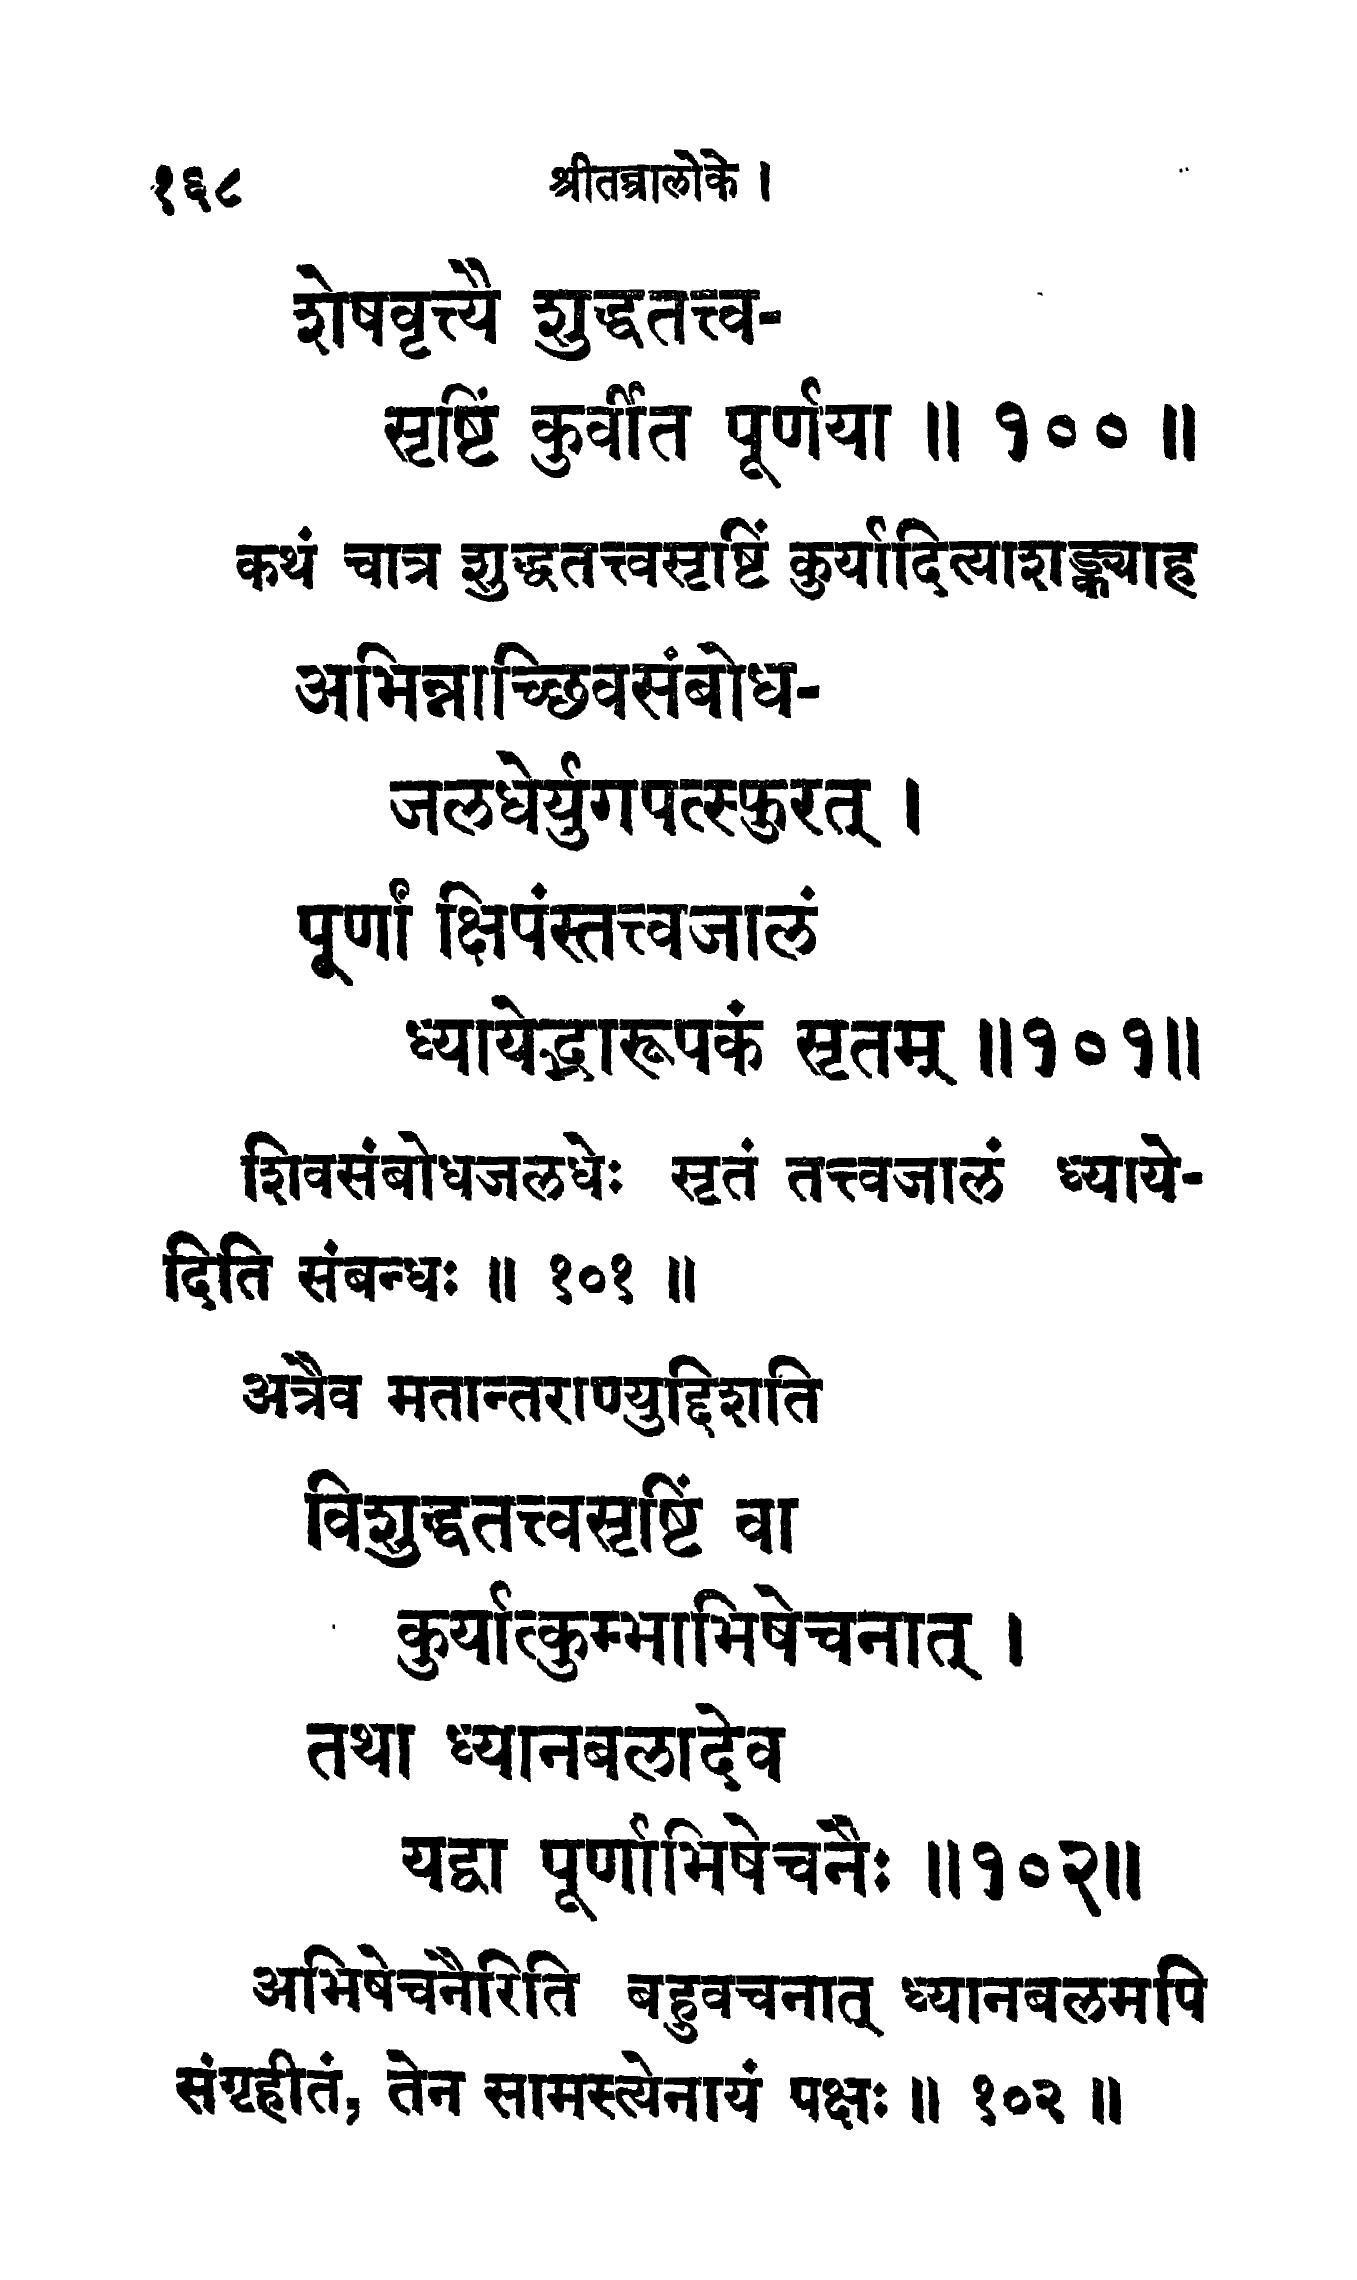 १६८ श्रीतन्त्रालोके ।
शेषवृत्त्यै शुद्धतत्त्व-
सृष्टिं कुर्वीत पूर्णया ॥ १०० ॥
कथं चात्र शुद्धतत्त्वसृष्टिं कुर्यादित्याशङ्क्याह
अभिन्नाच्छिवसंबोध-
जलधेर्युगपत्स्फुरत् ।
पूर्णां क्षिपंस्तत्त्वजालं
ध्यायेद्भारूपकं सृतम् ॥१०१॥
शिवसंबोधजलधेः सृतं तत्त्वजालं ध्याये-
दिति संबन्धः ॥ १०१ ॥
अत्रैव मतान्तराण्युद्दिशति
विशुद्धतत्त्वसृष्टिं वा
कुर्यात्कुम्भाभिषेचनात् ।
तथा ध्यानबलादेव
यद्वा पूर्णाभिषेचनैः ॥१०२॥
अभिषेचनैरिति बहुवचनात् ध्यानबलमपि
संगृहीतं, तेन सामस्त्येनायं पक्षः ॥ १०२ ॥